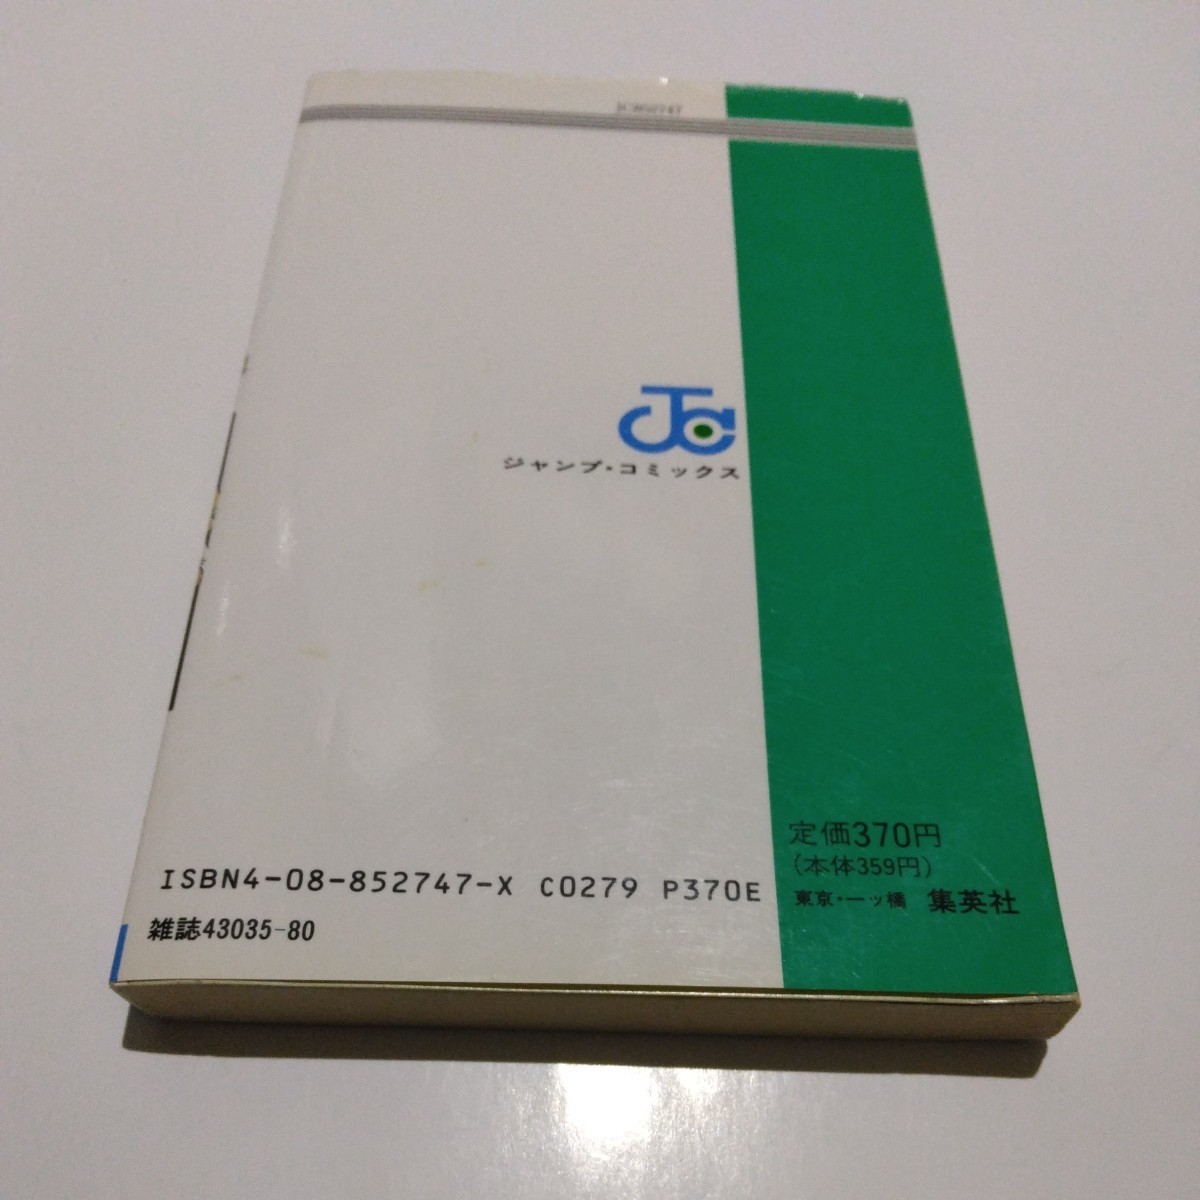 JC
ジャンプ・コミックス
定価370円
(本体359円)
東京・一ッ橋 集英社
ISBN4-08-852747-X C0279 P370E
雑誌43035-80